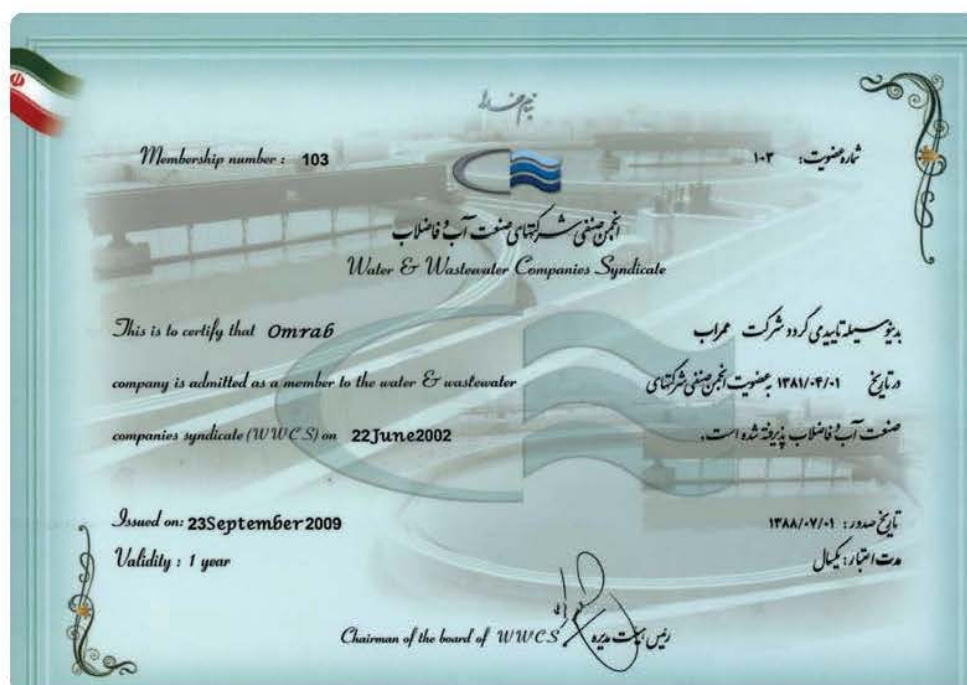 بنام خدا
Membership number : 103
شماره عضویت: ۱۰۳
انجمن صنفی شرکتهای صنعت آب و فاضلاب
Water & Wastewater Companies Syndicate
This is to certify that Omrab
بدینوسیله تایید می گردد شرکت عمراب
company is admitted as a member to the water & wastewater
در تاریخ ۱۳۸۱/۰۴/۰۱ به عضویت انجمن صنفی شرکتهای
companies syndicate (WWCS) on 22June2002
صنعت آب و فاضلاب پذیرفته شده است.
Issued on: 23September2009
تاریخ صدور: ۱۳۸۸/۰۷/۰۱
Validity : 1 year
مدت اعتبار: یکسال
Chairman of the board of WWCS
رئیس هیات مدیره